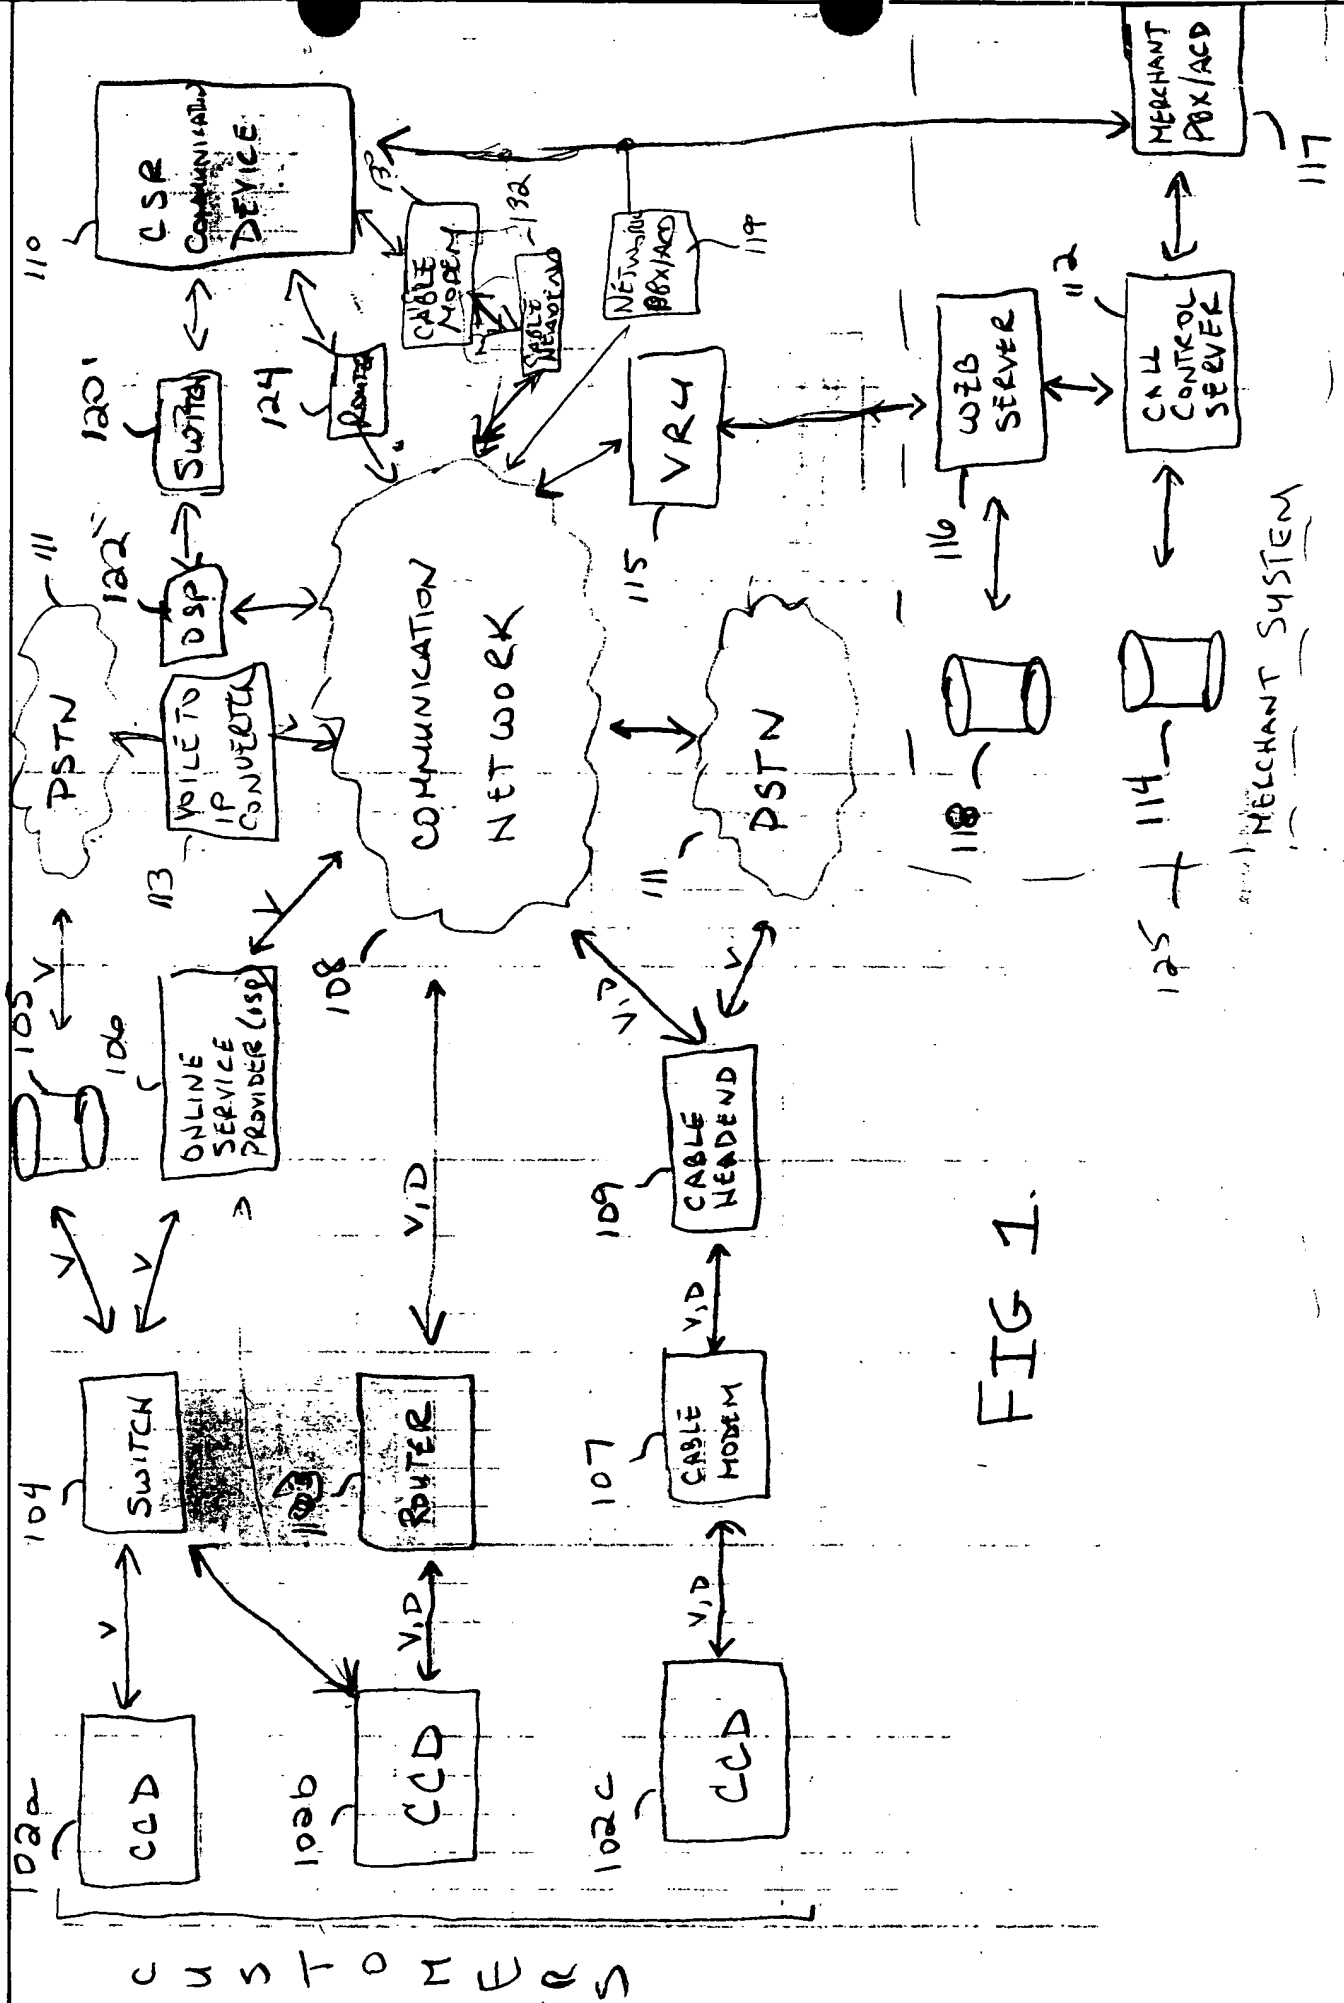 CUSTOMERS
102a
CCD
102b
CCD
102c
CCD
V
V,D
V,D
104
SWITCH
ROUTER
107
CABLE
MODEM
V
V
V,D
V,D
105
106
ONLINE
SERVICE
PROVIDER (OSP)
109
CABLE
HEADEND
V
V
V,D
V
108
COMMUNICATION
NETWORK
111
PSTN
113
VOICE TO
IP
CONVERTER
V
111
PSTN
122
DSP
120'
SWITCH
124
ROUTER
110
CSR
COMMUNICATION
DEVICE
CABLE
MODEM
132
CABLE
HEADEND
NETWORK
PBX/ACD
119
115
VRU
116
WEB
SERVER
112
CALL
CONTROL
SERVER
MERCHANT
PBX/ACD
117
118
114
125
MERCHANT SYSTEM
FIG 1.